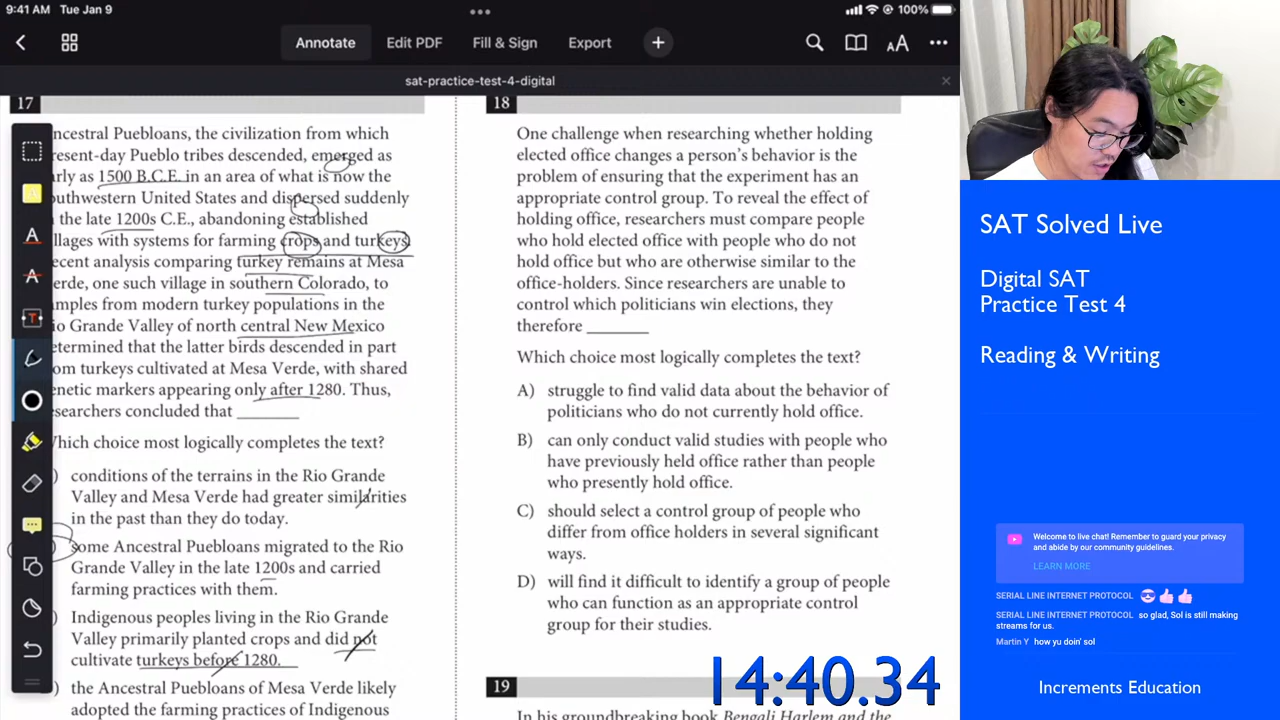 9:41 AM Tue Jan 9
100%
Annotate
Edit PDF
Fill & Sign
Export
sat-practice-test-4-digital
17
ncestral Puebloans, the civilization from which
resent-day Pueblo tribes descended, emerged as
rly as 1500 B.C.E. in an area of what is now the
outhwestern United States and dispersed suddenly
the late 1200s C.E., abandoning established
llages with systems for farming crops and turkeys.
ecent analysis comparing turkey remains at Mesa
erde, one such village in southern Colorado, to
mples from modern turkey populations in the
io Grande Valley of north central New Mexico
etermined that the latter birds descended in part
om turkeys cultivated at Mesa Verde, with shared
enetic markers appearing only after 1280. Thus,
searchers concluded that
hich choice most logically completes the text?
conditions of the terrains in the Rio Grande
Valley and Mesa Verde had greater similarities
in the past than they do today.
some Ancestral Puebloans migrated to the Rio
Grande Valley in the late 1200s and carried
farming practices with them.
Indigenous peoples living in the Rio Grande
Valley primarily planted crops and did not
cultivate turkeys before 1280.
the Ancestral Puebloans of Mesa Verde likely
adopted the farming practices of Indigenous
18
One challenge when researching whether holding
elected office changes a person's behavior is the
problem of ensuring that the experiment has an
appropriate control group. To reveal the effect of
holding office, researchers must compare people
who hold elected office with people who do not
hold office but who are otherwise similar to the
office-holders. Since researchers are unable to
control which politicians win elections, they
therefore
Which choice most logically completes the text?
A) struggle to find valid data about the behavior of
politicians who do not currently hold office.
B) can only conduct valid studies with people who
have previously held office rather than people
who presently hold office.
C) should select a control group of people who
differ from office holders in several significant
ways.
D) will find it difficult to identify a group of people
who can function as an appropriate control
group for their studies.
19
In his groundbreaking book Bengali Harlem and the
14:40.34
SAT Solved Live
Digital SAT
Practice Test 4
Reading & Writing
Welcome to live chat! Remember to guard your privacy
and abide by our community guidelines.
LEARN MORE
SERIAL LINE INTERNET PROTOCOL
SERIAL LINE INTERNET PROTOCOL so glad, Sol is still making
streams for us.
Martin Y how yu doin' sol
Increments Education